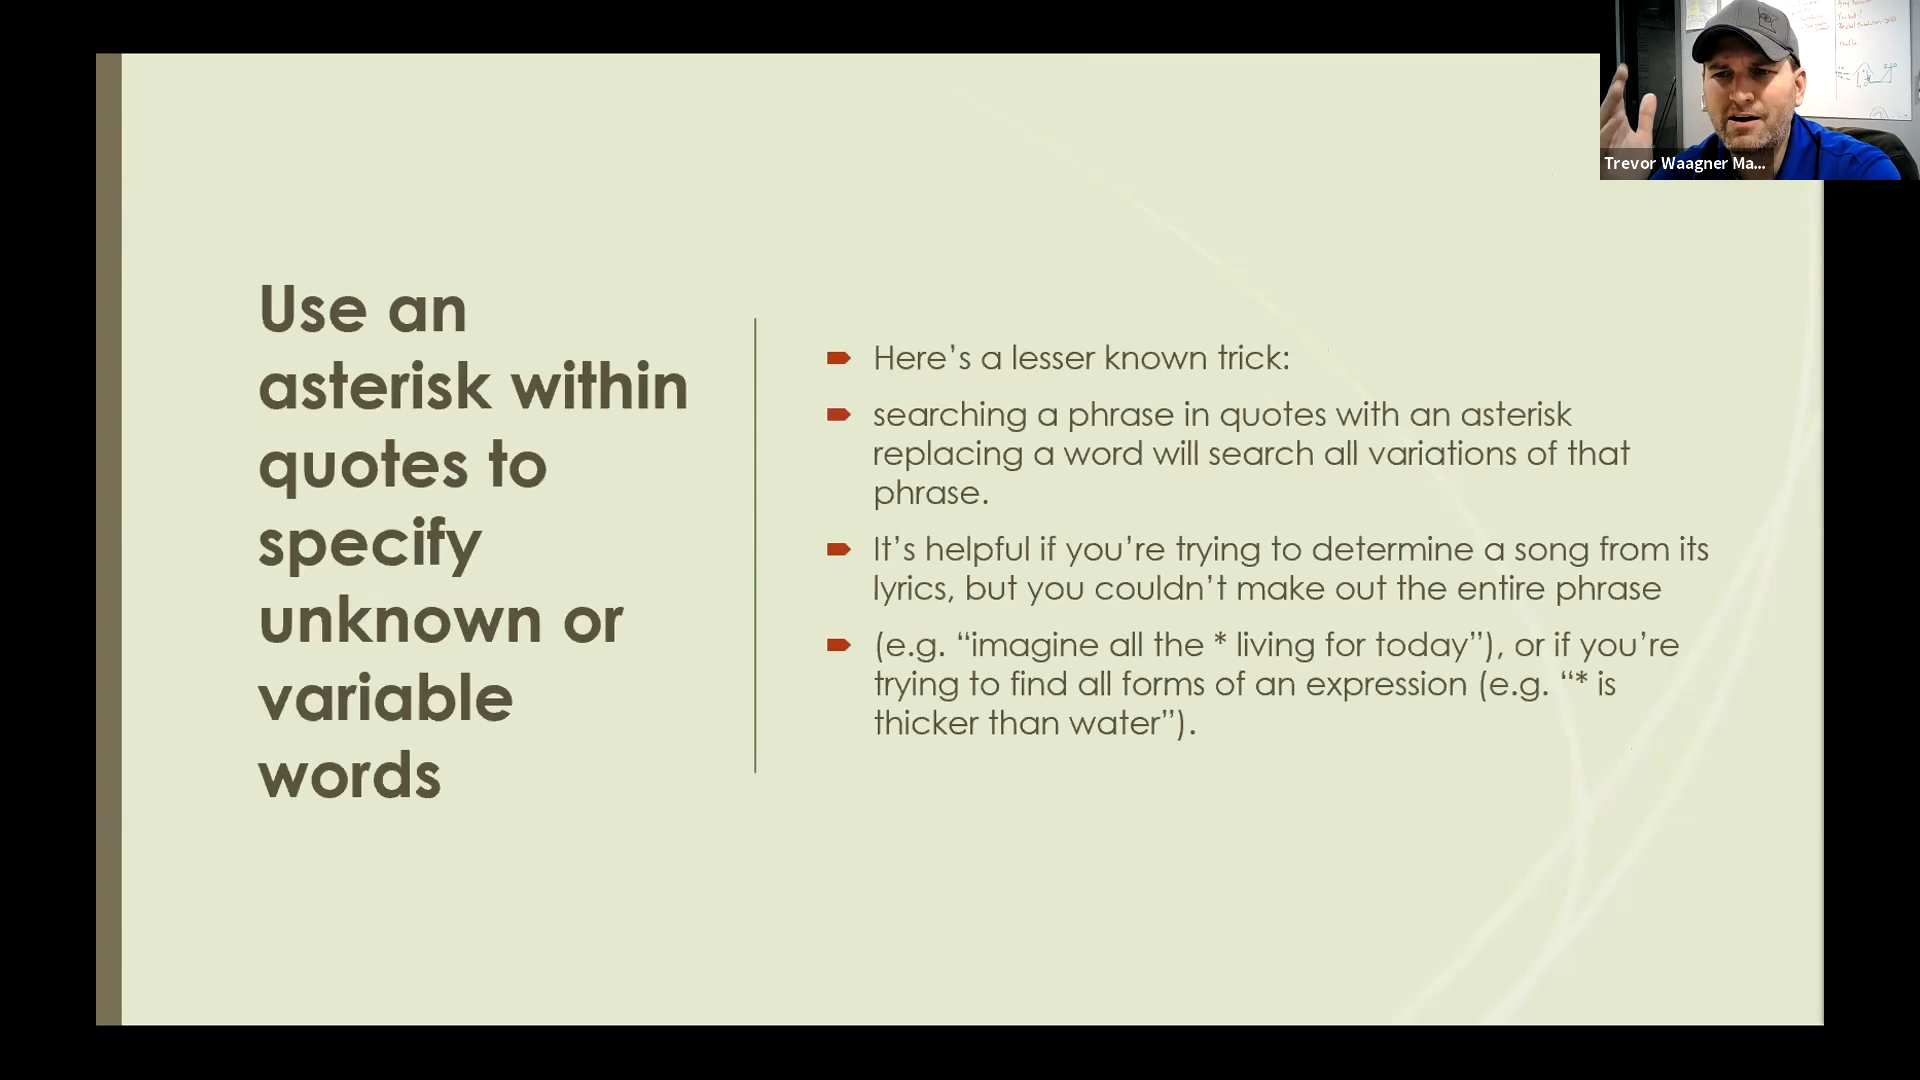 Use an
asterisk within
quotes to
specify
unknown or
variable
words
Here’s a lesser known trick:
searching a phrase in quotes with an asterisk
replacing a word will search all variations of that
phrase.
It’s helpful if you’re trying to determine a song from its
lyrics, but you couldn’t make out the entire phrase
(e.g. “imagine all the * living for today”), or if you’re
trying to find all forms of an expression (e.g. “* is
thicker than water”).
Trevor Waagner Ma...